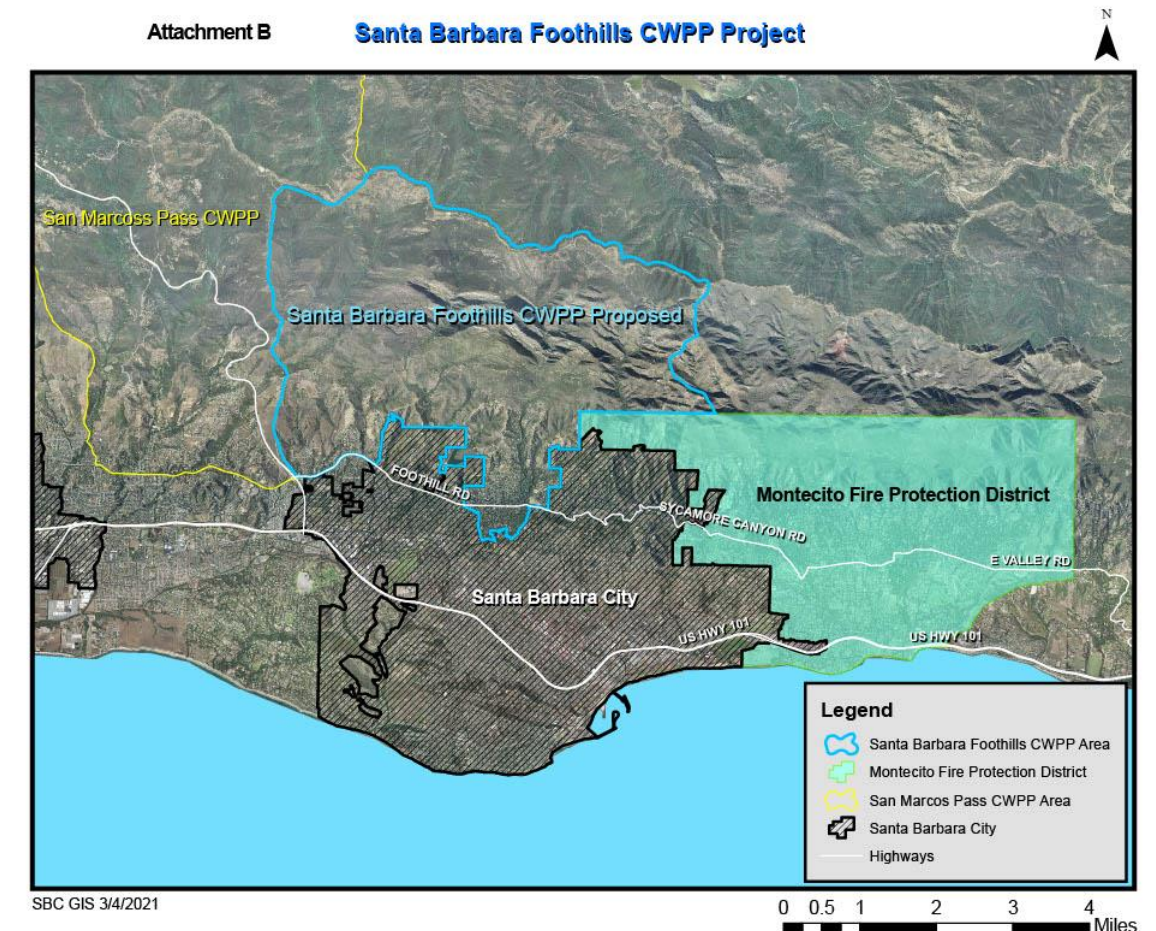 Attachment B
Santa Barbara Foothills CWPP Project
N
San Marcoss Pass CWPP
Santa Barbara Foothills CWPP Proposed
FOOTHILL RD
Montecito Fire Protection District
SYCAMORE CANYON RD
E VALLEY RD
Santa Barbara City
US HWY 101
US HWY 101
Legend
Santa Barbara Foothills CWPP Area
Montecito Fire Protection District
San Marcos Pass CWPP Area
Santa Barbara City
Highways
SBC GIS 3/4/2021
0 0.5 1 2 3 4
Miles